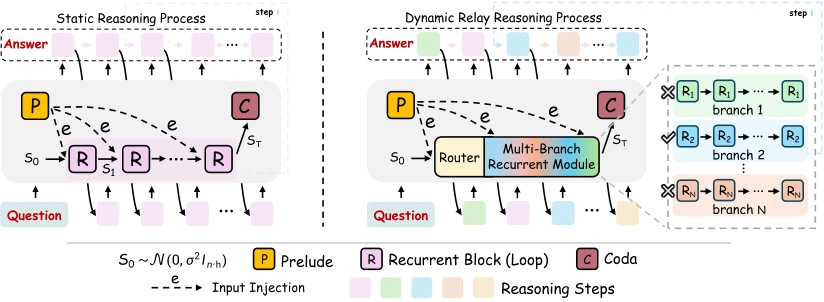 Static Reasoning Process
step i
Answer
...
P
C
e
e
e
S0
R
S1
R
R
ST
Question
...
Dynamic Relay Reasoning Process
step i
Answer
...
P
C
e
e
e
S0
Router
Multi-Branch
Recurrent Module
ST
Question
...
R1 R1 ... R1
branch 1
R2 R2 ... R2
branch 2
RN RN ... RN
branch N
S0 ~ N(0, σ²In·h)
P Prelude
R Recurrent Block (Loop)
C Coda
e Input Injection
Reasoning Steps